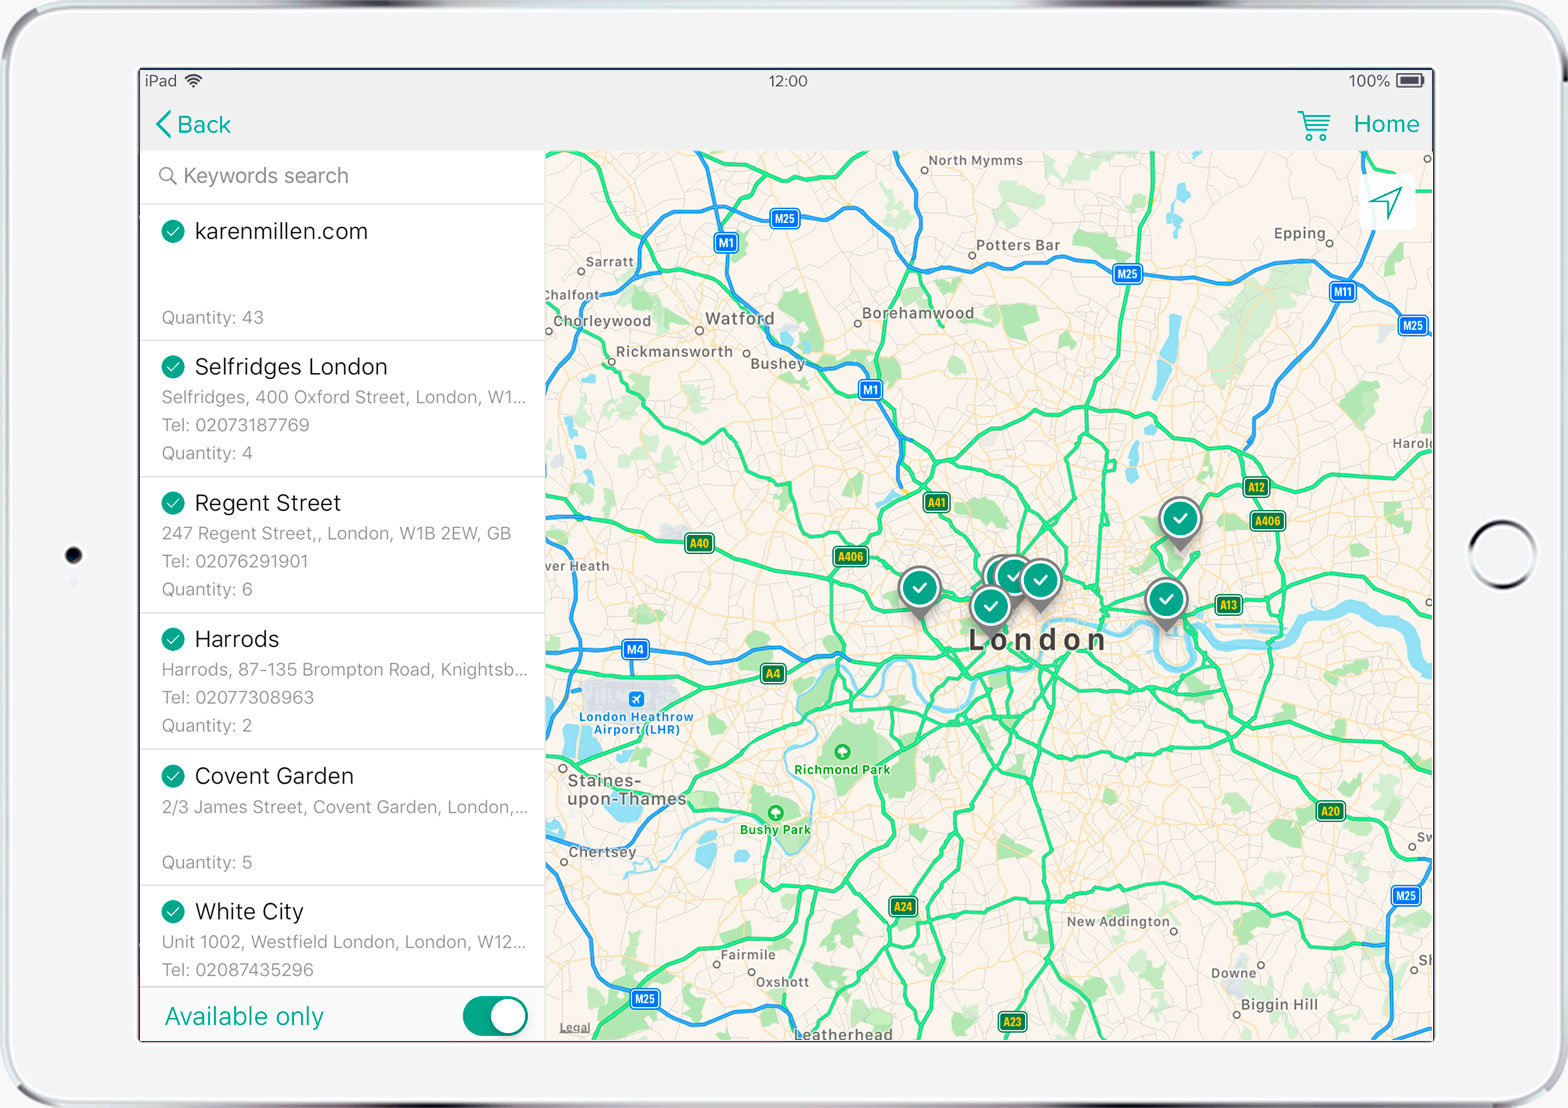 iPad
12:00
100%
Back
Home
Keywords search
karenmillen.com
Quantity: 43
Selfridges London
Selfridges, 400 Oxford Street, London, W1...
Tel: 02073187769
Quantity: 4
Regent Street
247 Regent Street,, London, W1B 2EW, GB
Tel: 02076291901
Quantity: 6
Harrods
Harrods, 87-135 Brompton Road, Knightsb...
Tel: 02077308963
Quantity: 2
Covent Garden
2/3 James Street, Covent Garden, London,...
Quantity: 5
White City
Unit 1002, Westfield London, London, W12...
Tel: 02087435296
Available only
North Mymms
M25
M1
Epping
Potters Bar
Sarratt
M25
Chalfont
M11
Chorleywood
Watford
Borehamwood
M25
Rickmansworth
Bushey
M1
Harol
A12
A41
A406
A40
A406
ver Heath
A13
London
M4
A4
London Heathrow
Airport (LHR)
Richmond Park
Staines-
upon-Thames
A20
Bushy Park
Sw
Chertsey
M25
A24
New Addington
Fairmile
Sh
Downe
Oxshott
M25
Biggin Hill
A23
Legal
Leatherhead